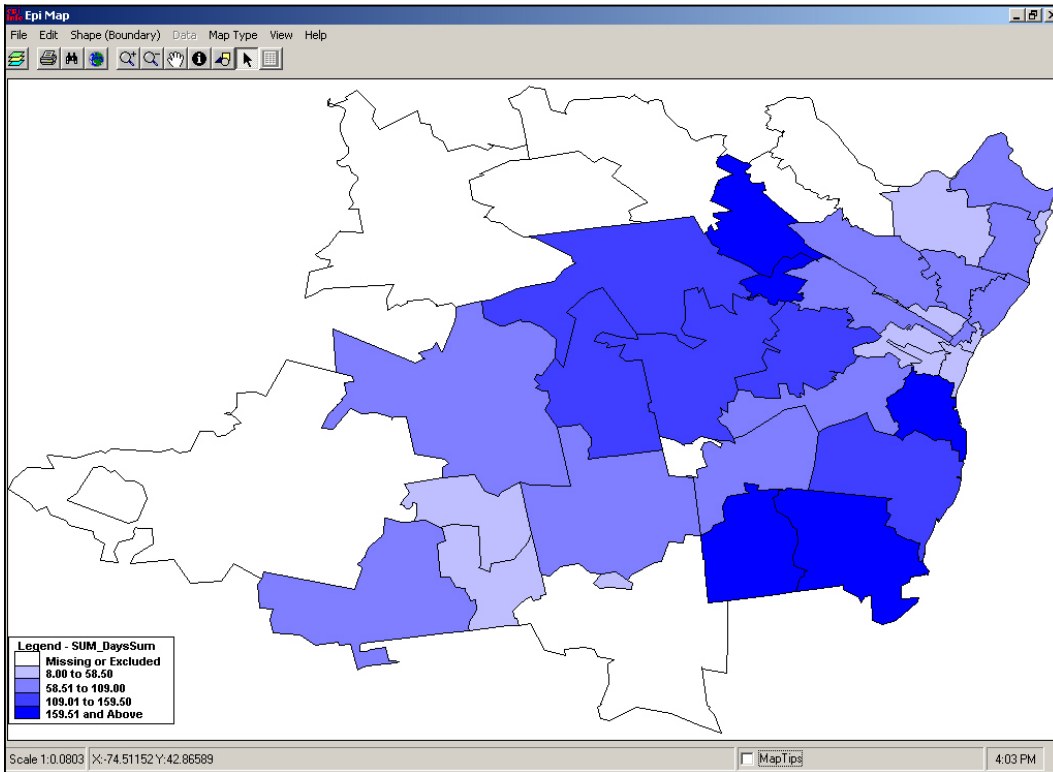 Epi Map
File Edit Shape (Boundary) Data Map Type View Help
Legend - SUM_DaysSum
Missing or Excluded
8.00 to 58.50
58.51 to 109.00
109.01 to 159.50
159.51 and Above
Scale 1:0.0803 X:-74.51152 Y:42.86589 MapTips 4:03 PM